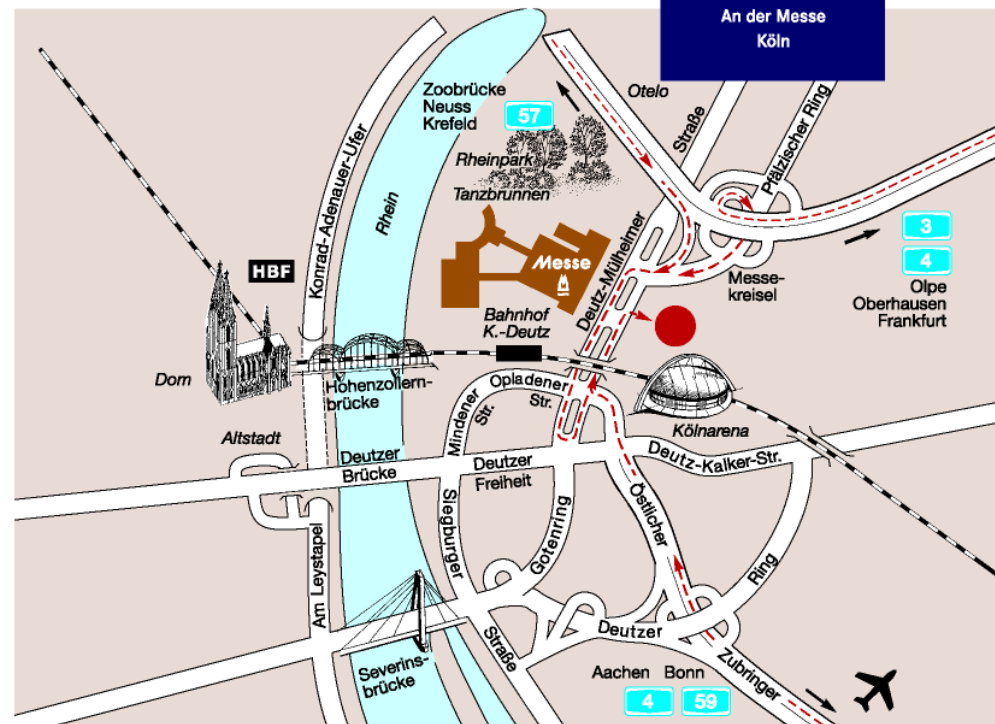 An der Messe
Köln
Zoobrücke
Neuss
Krefeld
57
Otelo
Straße
Pfälzischer Ring
Konrad-Adenauer-Ufer
Rhein
Rheinpark
Tanzbrunnen
Messe
Deutz-Mülheimer
3
4
Olpe
Oberhausen
Frankfurt
Messe-
kreisel
HBF
Bahnhof
K.-Deutz
Dom
Hohenzollern-
brücke
Mindener
Str.
Opladener
Str.
Kölnarena
Altstadt
Deutzer
Brücke
Deutzer
Freiheit
Deutz-Kalker-Str.
Siegburger
Gotenring
Östlicher
Ring
Am Leystapel
Straße
Deutzer
Zubringer
Severins-
brücke
Aachen Bonn
4 59